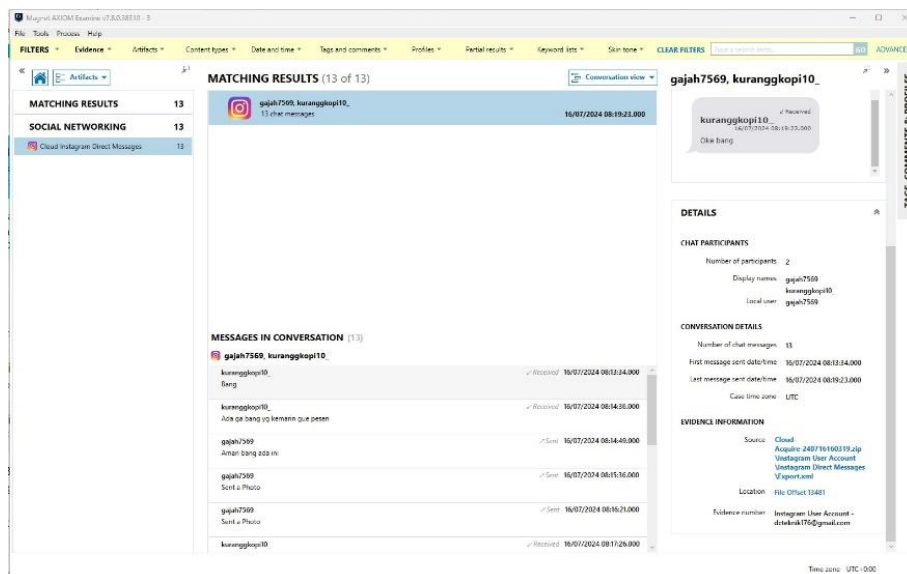 Magnet AXIOM Examine v7.8.0.38310 - 3
File Tools Process Help
FILTERS Evidence Artifacts Content types Date and time Tags and comments Profiles Partial results Keyword lists Skin tone CLEAR FILTERS Type a search term... GO ADVANCED
Artifacts
MATCHING RESULTS 13
SOCIAL NETWORKING 13
Cloud Instagram Direct Messages 13
MATCHING RESULTS (13 of 13)
Conversation view
gajah7569, kuranggkopi10_
13 chat messages
16/07/2024 08:19:23.000
MESSAGES IN CONVERSATION (13)
gajah7569, kuranggkopi10_
kuranggkopi10_ Received 16/07/2024 08:13:34.000
Bang
kuranggkopi10_ Received 16/07/2024 08:14:36.000
Ada ga bang yg kemarin gue pesen
gajah7569 Sent 16/07/2024 08:14:49.000
Aman bang ada ini
gajah7569 Sent 16/07/2024 08:15:36.000
Sent a Photo
gajah7569 Sent 16/07/2024 08:16:21.000
Sent a Photo
kuranggkopi10_ Received 16/07/2024 08:17:26.000
gajah7569, kuranggkopi10_
Received
kuranggkopi10_
16/07/2024 08:19:23.000
Oke bang
DETAILS
CHAT PARTICIPANTS
Number of participants 2
Display names gajah7569
kuranggkopi10_
Local user gajah7569
CONVERSATION DETAILS
Number of chat messages 13
First message sent date/time 16/07/2024 08:13:34.000
Last message sent date/time 16/07/2024 08:19:23.000
Case time zone UTC
EVIDENCE INFORMATION
Source Cloud-
Acquire-240716160319.zip
\Instagram User Account
\Instagram Direct Messages
\Export.xml
Location File Offset 13481
Evidence number Instagram User Account -
dcteknik176@gmail.com
TAGS, COMMENTS & PROFILES
Time zone UTC+0:00